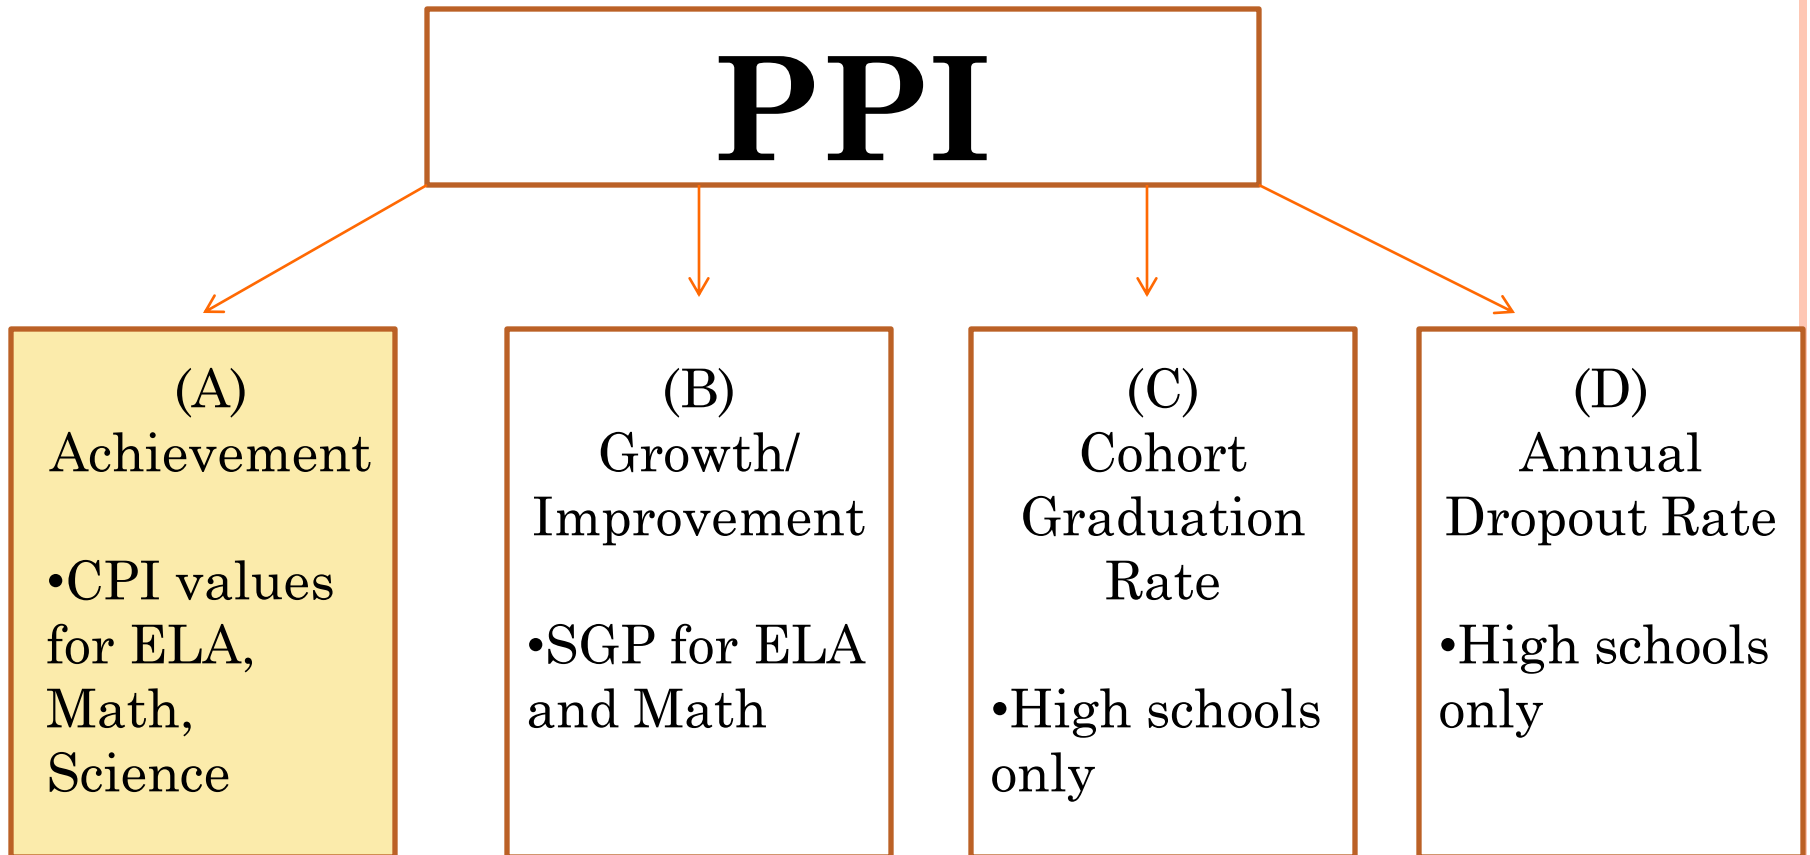 PPI
(A)
Achievement
•CPI values
for ELA,
Math,
Science
(B)
Growth/
Improvement
•SGP for ELA
and Math
(C)
Cohort
Graduation
Rate
•High schools
only
(D)
Annual
Dropout Rate
•High schools
only